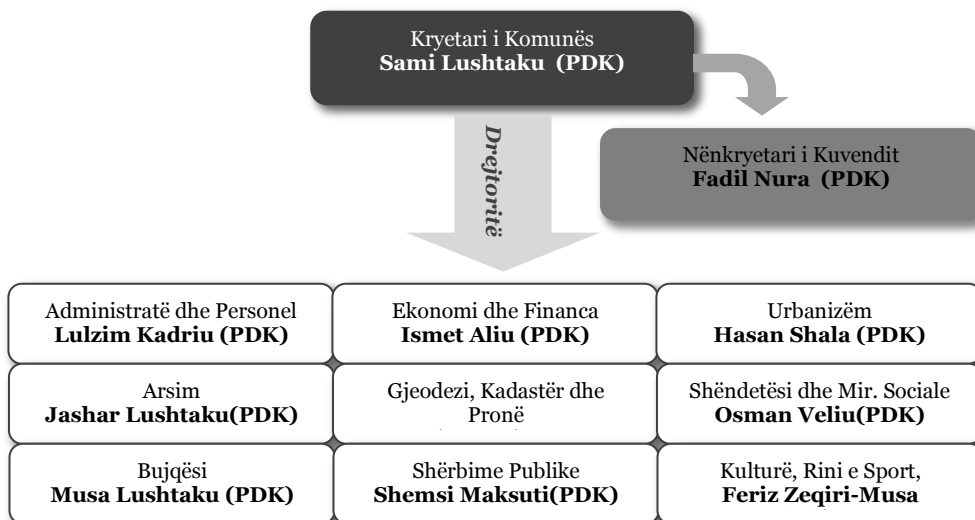 Kryetari i Komunës
Sami Lushtaku (PDK)
Drejtoritë
Nënkryetari i Kuvendit
Fadil Nura (PDK)
Administratë dhe Personel
Lulzim Kadriu (PDK)
Ekonomi dhe Financa
Ismet Aliu (PDK)
Urbanizëm
Hasan Shala (PDK)
Arsim
Jashar Lushtaku(PDK)
Gjeodezi, Kadastër dhe
Pronë
Shëndetësi dhe Mir. Sociale
Osman Veliu(PDK)
Bujqësi
Musa Lushtaku (PDK)
Shërbime Publike
Shemsi Maksuti(PDK)
Kulturë, Rini e Sport,
Feriz Zeqiri-Musa